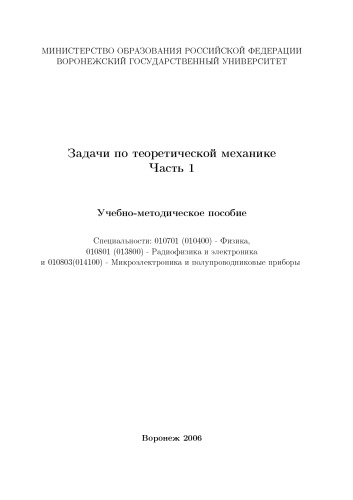 МИНИСТЕРСТВО ОБРАЗОВАНИЯ РОССИЙСКОЙ ФЕДЕРАЦИИ
ВОРОНЕЖСКИЙ ГОСУДАРСТВЕННЫЙ УНИВЕРСИТЕТ
Задачи по теоретической механике
Часть 1
Учебно-методическое пособие
Специальности: 010701 (010400) - Физика,
010801 (013800) - Радиофизика и электроника
и 010803(014100) - Микроэлектроника и полупроводниковые приборы
Воронеж 2006